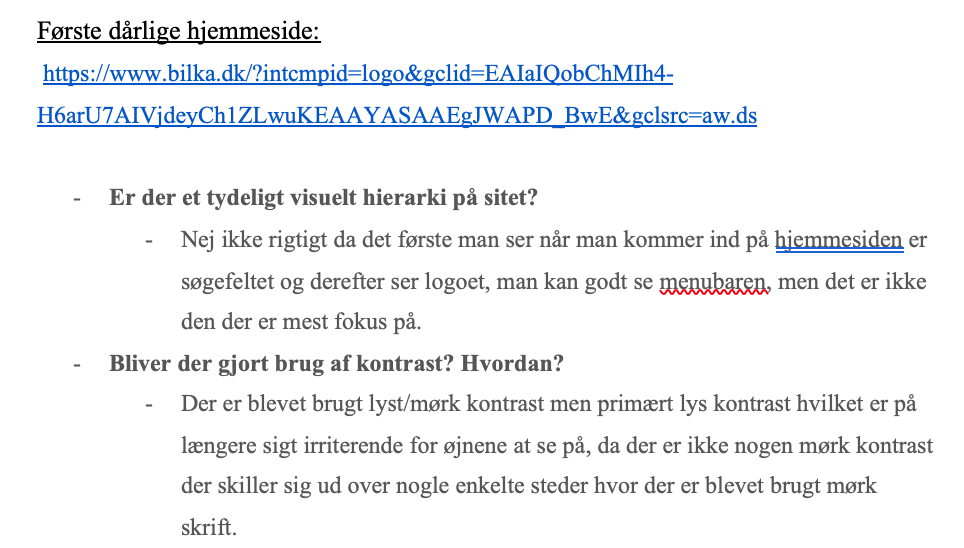 Første dårlige hjemmeside:
https://www.bilka.dk/?intcmpid=logo&gclid=EAIaIQobChMIh4-
H6arU7AIVjdeyCh1ZLwuKEAAYASAAEgJWAPD_BwE&gclsrc=aw.ds
- Er der et tydeligt visuelt hierarki på sitet?
- Nej ikke rigtigt da det første man ser når man kommer ind på hjemmesiden er
søgefeltet og derefter ser logoet, man kan godt se menubaren, men det er ikke
den der er mest fokus på.
- Bliver der gjort brug af kontrast? Hvordan?
- Der er blevet brugt lyst/mørk kontrast men primært lys kontrast hvilket er på
længere sigt irriterende for øjnene at se på, da der er ikke nogen mørk kontrast
der skiller sig ud over nogle enkelte steder hvor der er blevet brugt mørk
skrift.